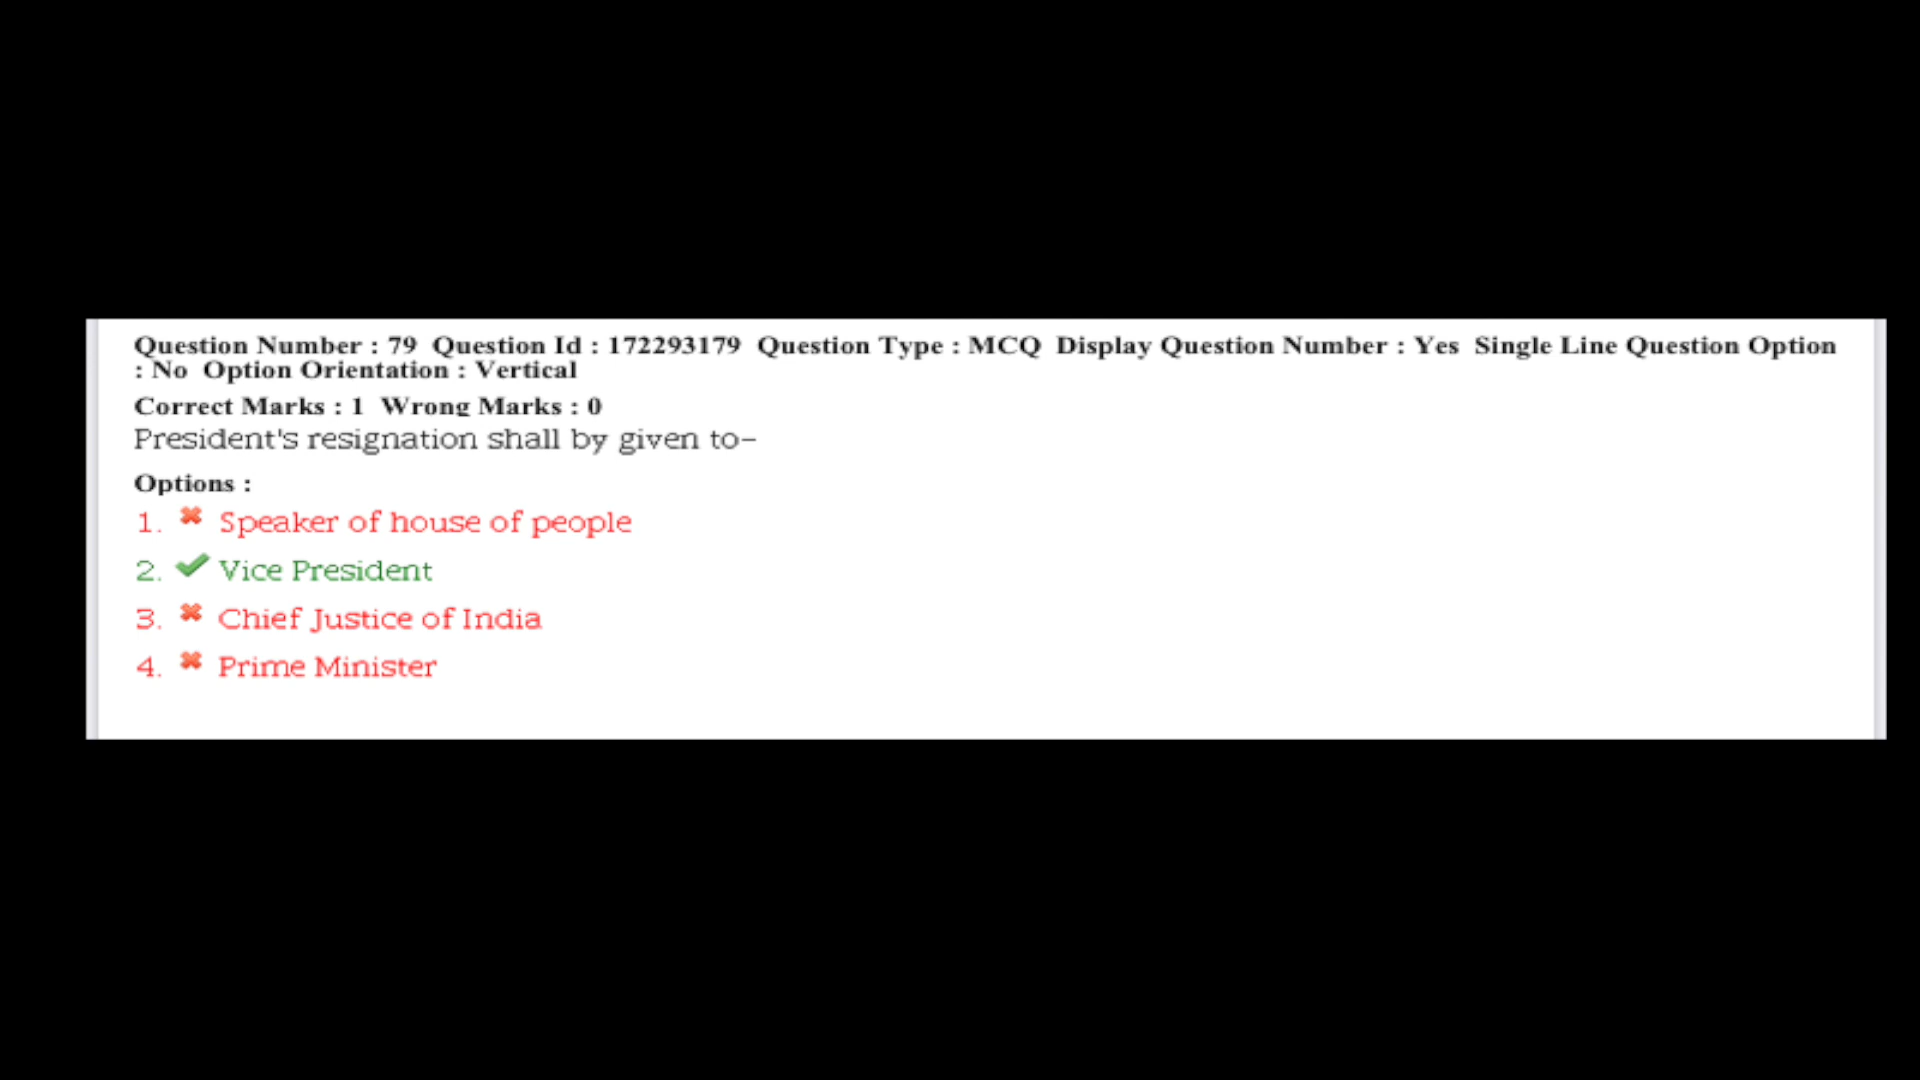 Question Number : 79 Question Id : 172293179 Question Type : MCQ Display Question Number : Yes Single Line Question Option
: No Option Orientation : Vertical
Correct Marks : 1 Wrong Marks : 0
President's resignation shall by given to–
Options :
1. ✖ Speaker of house of people
2. ✔ Vice President
3. ✖ Chief Justice of India
4. ✖ Prime Minister